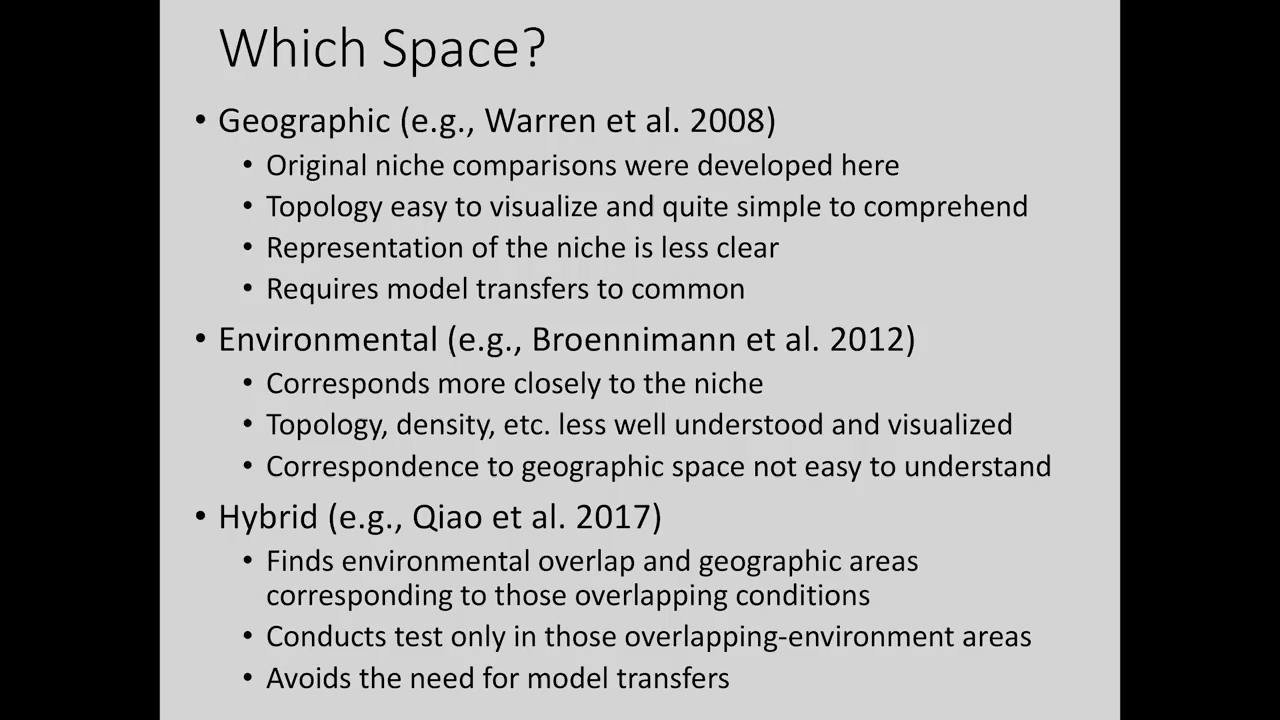 Which Space?
• Geographic (e.g., Warren et al. 2008)
• Original niche comparisons were developed here
• Topology easy to visualize and quite simple to comprehend
• Representation of the niche is less clear
• Requires model transfers to common
• Environmental (e.g., Broennimann et al. 2012)
• Corresponds more closely to the niche
• Topology, density, etc. less well understood and visualized
• Correspondence to geographic space not easy to understand
• Hybrid (e.g., Qiao et al. 2017)
• Finds environmental overlap and geographic areas
corresponding to those overlapping conditions
• Conducts test only in those overlapping-environment areas
• Avoids the need for model transfers